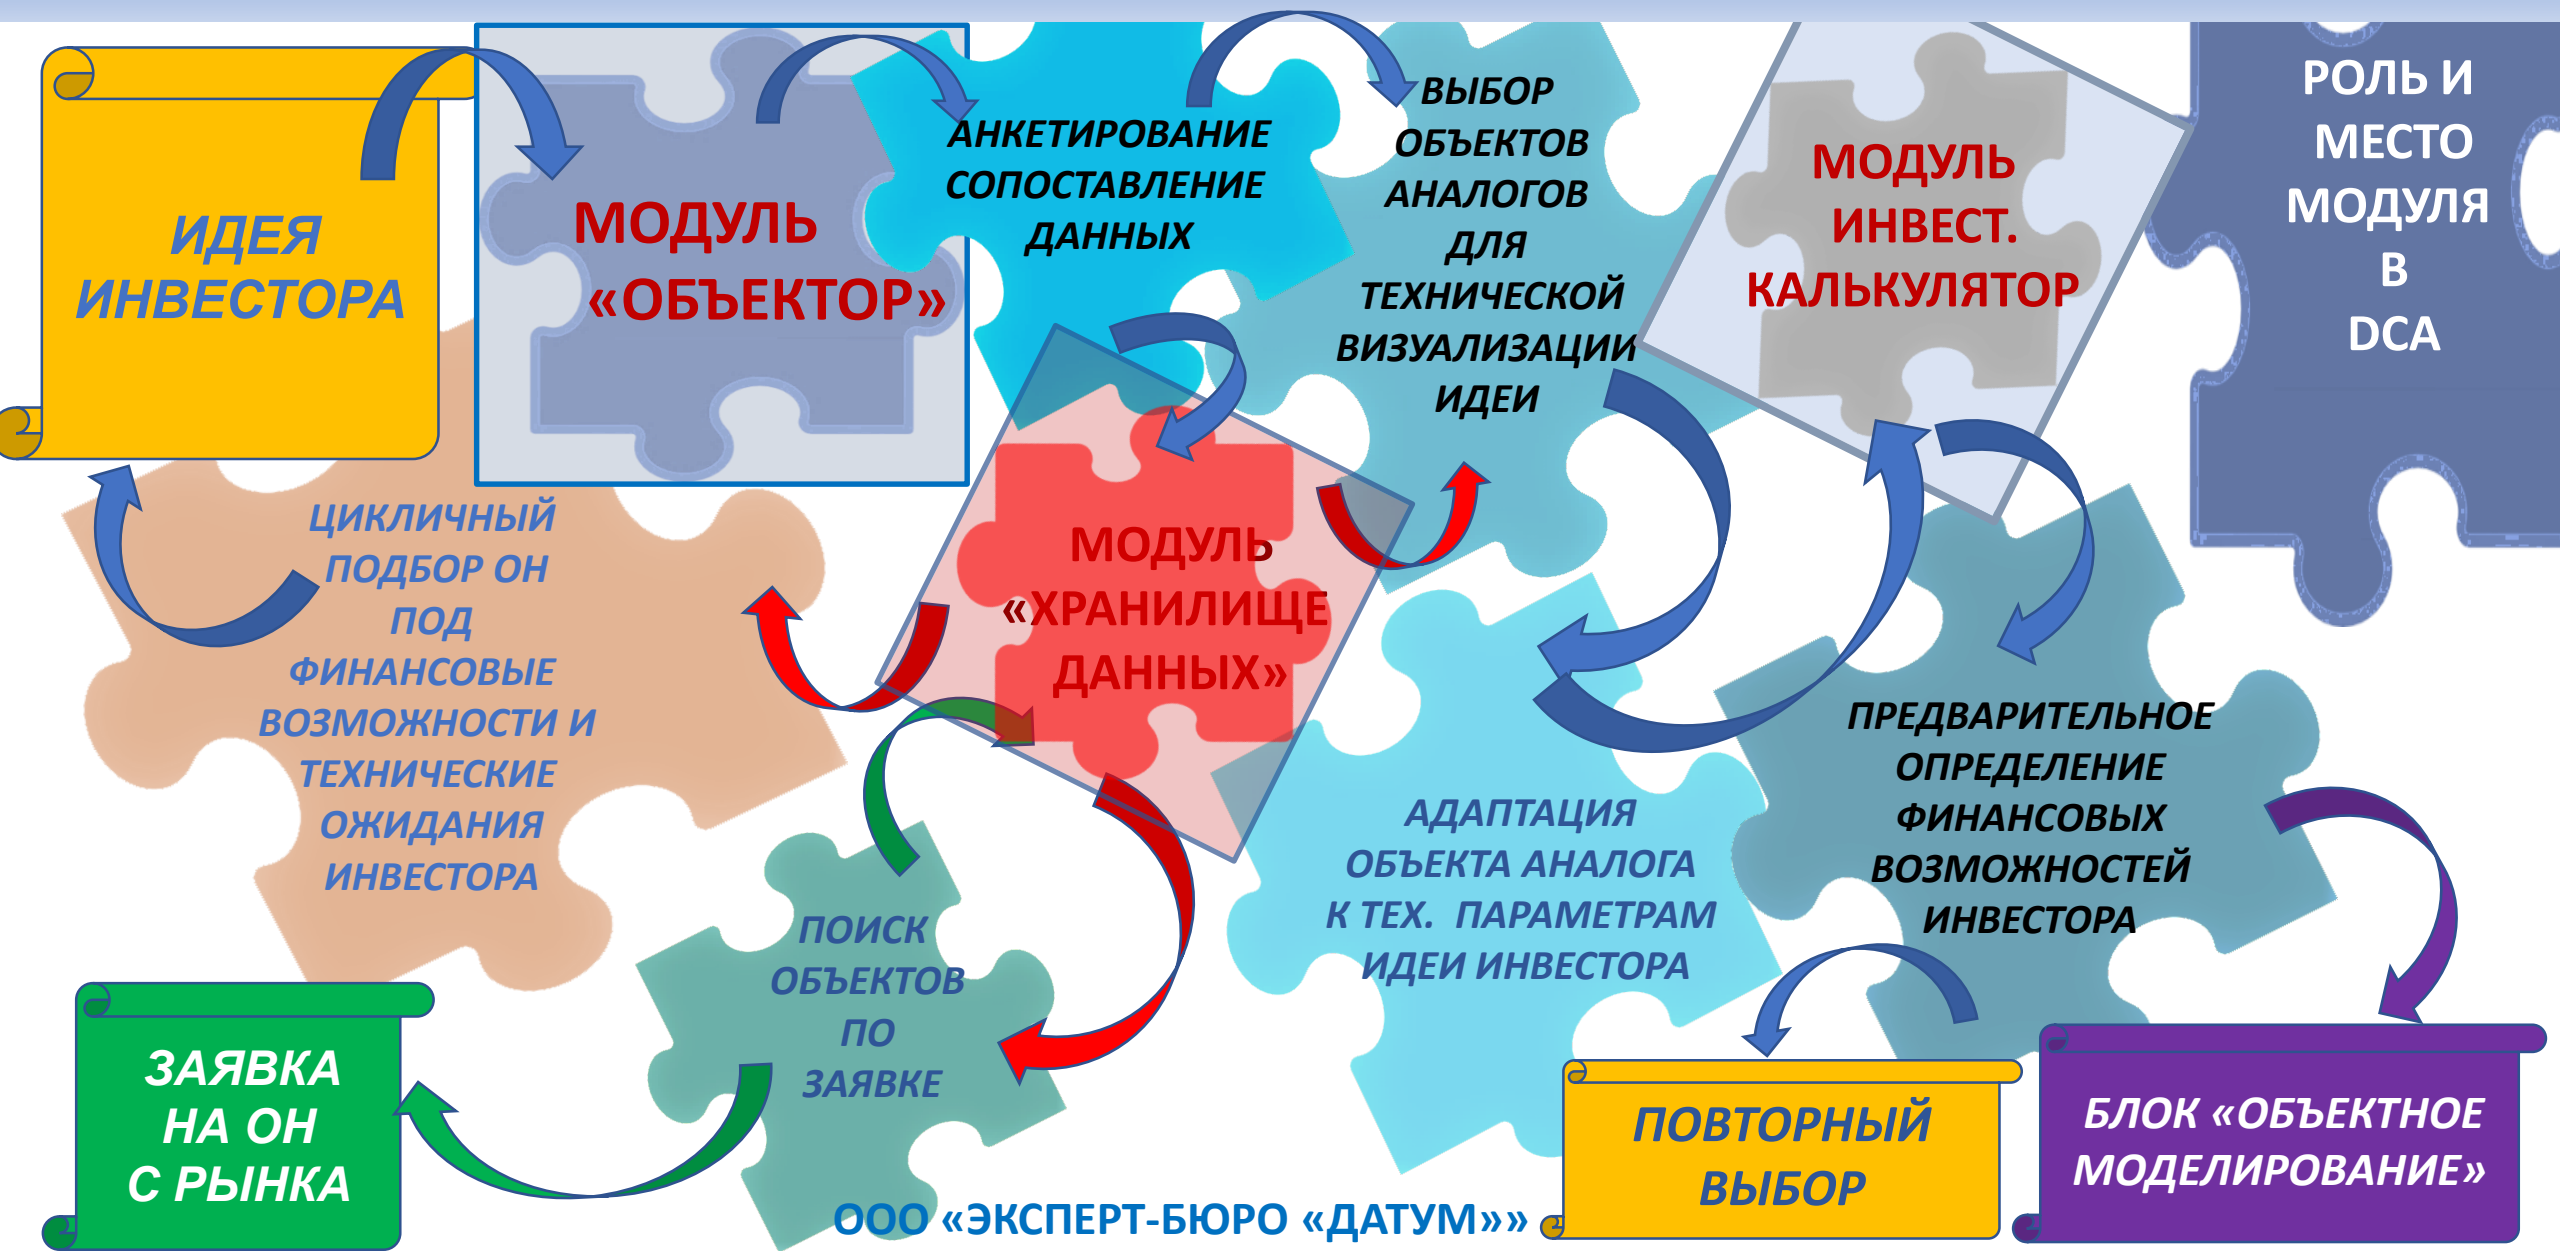 ИДЕЯ
ИНВЕСТОРА
МОДУЛЬ
«ОБЪЕКТОР»
АНКЕТИРОВАНИЕ
СОПОСТАВЛЕНИЕ
ДАННЫХ
ВЫБОР
ОБЪЕКТОВ
АНАЛОГОВ
ДЛЯ
ТЕХНИЧЕСКОЙ
ВИЗУАЛИЗАЦИИ
ИДЕИ
МОДУЛЬ
ИНВЕСТ.
КАЛЬКУЛЯТОР
РОЛЬ И
МЕСТО
МОДУЛЯ
В
DCA
ЦИКЛИЧНЫЙ
ПОДБОР ОН
ПОД
ФИНАНСОВЫЕ
ВОЗМОЖНОСТИ И
ТЕХНИЧЕСКИЕ
ОЖИДАНИЯ
ИНВЕСТОРА
МОДУЛЬ
«ХРАНИЛИЩЕ
ДАННЫХ»
АДАПТАЦИЯ
ОБЪЕКТА АНАЛОГА
К ТЕХ. ПАРАМЕТРАМ
ИДЕИ ИНВЕСТОРА
ПРЕДВАРИТЕЛЬНОЕ
ОПРЕДЕЛЕНИЕ
ФИНАНСОВЫХ
ВОЗМОЖНОСТЕЙ
ИНВЕСТОРА
ПОИСК
ОБЪЕКТОВ
ПО
ЗАЯВКЕ
ЗАЯВКА
НА ОН
С РЫНКА
ПОВТОРНЫЙ
ВЫБОР
БЛОК «ОБЪЕКТНОЕ
МОДЕЛИРОВАНИЕ»
ООО «ЭКСПЕРТ-БЮРО «ДАТУМ»»